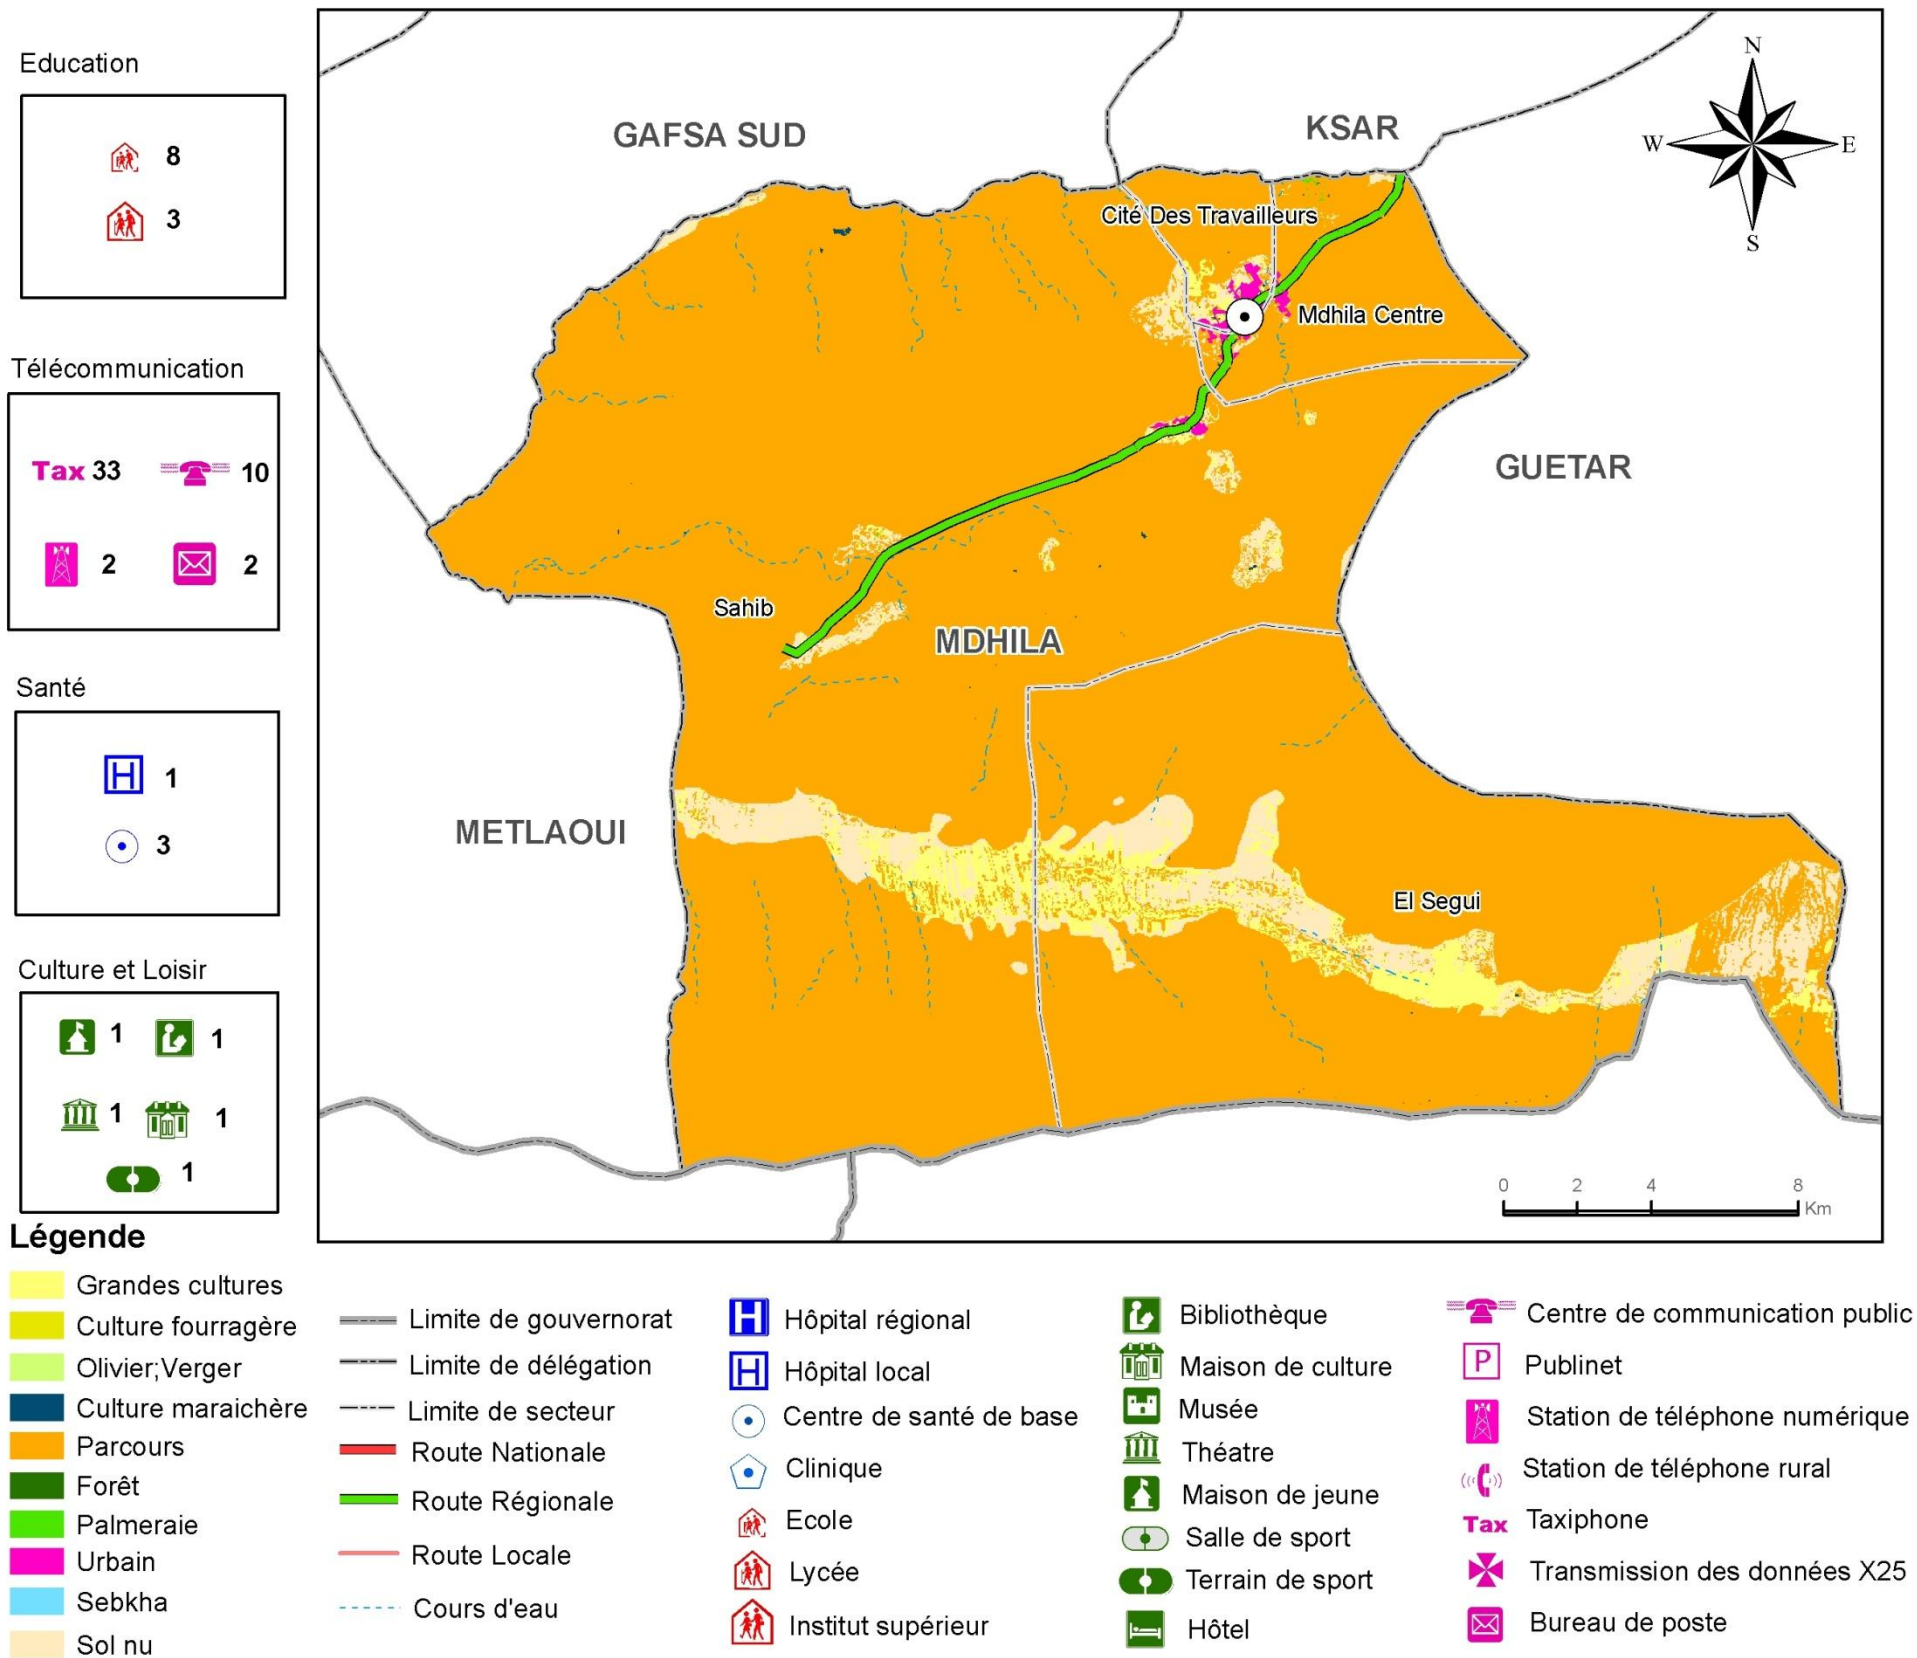 Education
8
3
Télécommunication
Tax 33
10
2
2
Santé
H 1
3
Culture et Loisir
1
1
1
1
1
GAFSA SUD
KSAR
N
W
E
S
Cité Des Travailleurs
Mdhila Centre
GUETAR
Sahib
MDHILA
METLAOUI
El Segui
0 2 4 8
Km
Légende
Grandes cultures
Culture fourragère
Olivier;Verger
Culture maraichère
Parcours
Forêt
Palmeraie
Urbain
Sebkha
Sol nu
Limite de gouvernorat
Limite de délégation
Limite de secteur
Route Nationale
Route Régionale
Route Locale
Cours d'eau
H Hôpital régional
H Hôpital local
Centre de santé de base
Clinique
Ecole
Lycée
Institut supérieur
Bibliothèque
Maison de culture
Musée
Théatre
Maison de jeune
Salle de sport
Terrain de sport
Hôtel
Centre de communication public
P Publinet
Station de téléphone numérique
Station de téléphone rural
Tax Taxiphone
Transmission des données X25
Bureau de poste